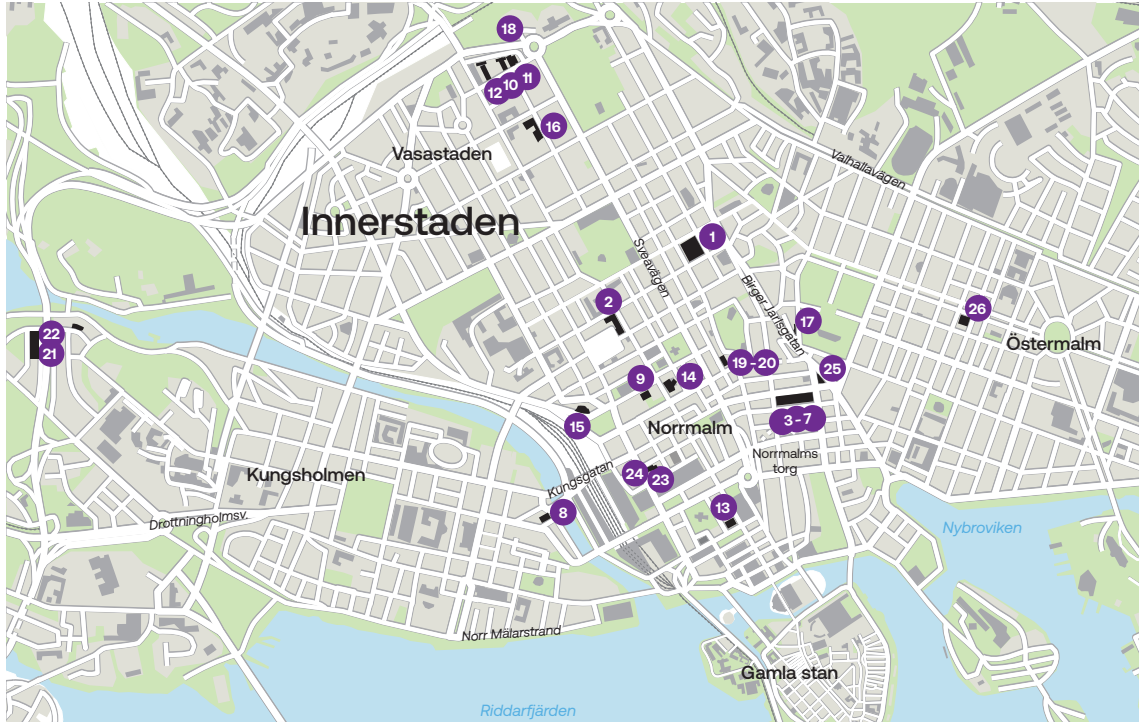 18
11
10
12
16
Vasastaden
Valhallavägen
Innerstaden
1
Sveavägen
Birger Jarlsgatan
2
26
17
22
21
Östermalm
19 - 20
25
9
14
3 - 7
15
Norrmalm
Norrmalms
torg
Kungsholmen
Kungsgatan
24
23
8
13
Drottningholmsv.
Nybroviken
Norr Mälarstrand
Gamla stan
Riddarfjärden